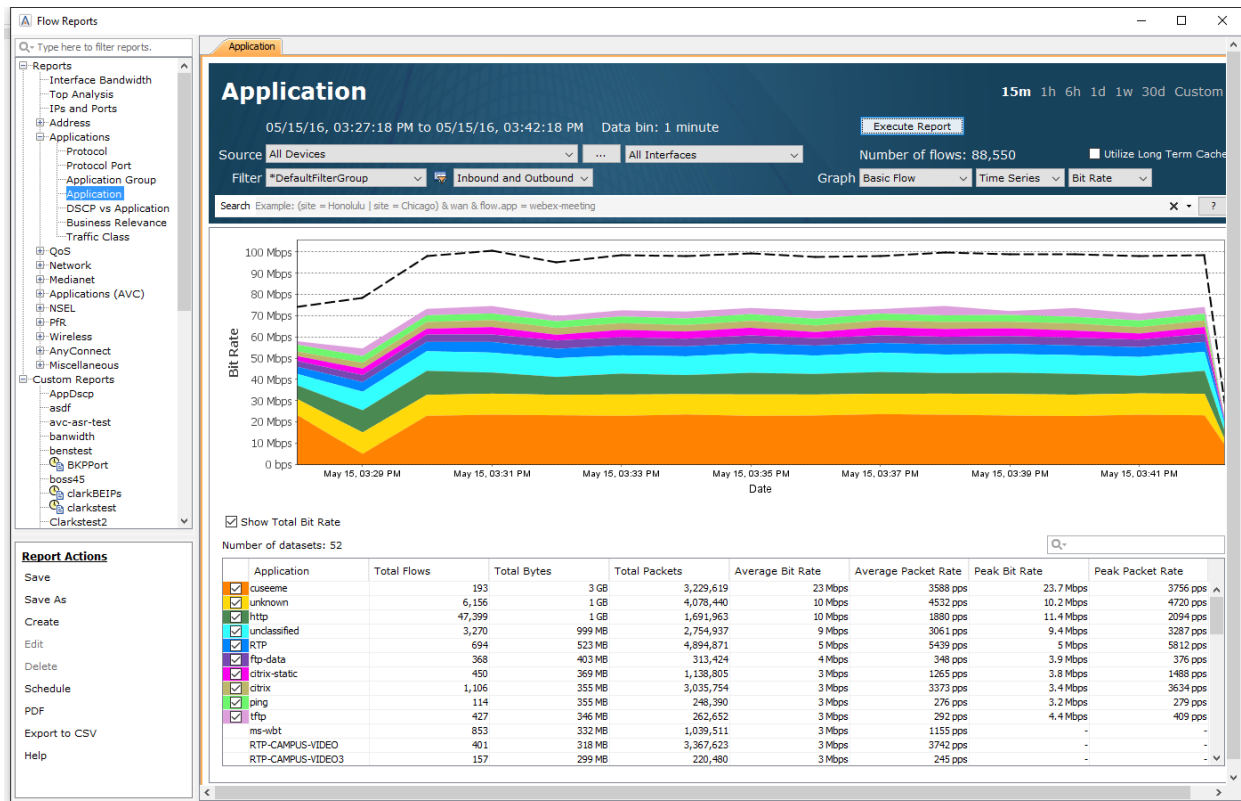 Flow Reports
Type here to filter reports.
Reports
Interface Bandwidth
Top Analysis
IPs and Ports
Address
Applications
Protocol
Protocol Port
Application Group
Application
DSCP vs Application
Business Relevance
Traffic Class
QoS
Network
Medianet
Applications (AVC)
NSEL
PfR
Wireless
AnyConnect
Miscellaneous
Custom Reports
AppDscp
asdf
avc-asr-test
banwidth
benstest
BKPPort
boss45
clarkBEIPs
clarkstest
Clarkstest2
Report Actions
Save
Save As
Create
Edit
Delete
Schedule
PDF
Export to CSV
Help
Application
Application
15m 1h 6h 1d 1w 30d Custom
05/15/16, 03:27:18 PM to 05/15/16, 03:42:18 PM Data bin: 1 minute
Execute Report
Source All Devices ... All Interfaces Number of flows: 88,550 Utilize Long Term Cache
Filter *DefaultFilterGroup Inbound and Outbound Graph Basic Flow Time Series Bit Rate
Search Example: (site = Honolulu | site = Chicago) & wan & flow.app = webex-meeting ?
100 Mbps
90 Mbps
80 Mbps
70 Mbps
60 Mbps
50 Mbps
40 Mbps
30 Mbps
20 Mbps
10 Mbps
0 bps
Bit Rate
May 15, 03:29 PM May 15, 03:31 PM May 15, 03:33 PM May 15, 03:35 PM May 15, 03:37 PM May 15, 03:39 PM May 15, 03:41 PM
Date
Show Total Bit Rate
Number of datasets: 52
Application Total Flows Total Bytes Total Packets Average Bit Rate Average Packet Rate Peak Bit Rate Peak Packet Rate
cuseeme 193 3 GB 3,229,619 23 Mbps 3588 pps 23.7 Mbps 3756 pps
unknown 6,156 1 GB 4,078,440 10 Mbps 4532 pps 10.2 Mbps 4720 pps
http 47,399 1 GB 1,691,963 10 Mbps 1880 pps 11.4 Mbps 2094 pps
unclassified 3,270 999 MB 2,754,937 9 Mbps 3061 pps 9.4 Mbps 3287 pps
RTP 694 523 MB 4,894,871 5 Mbps 5439 pps 5 Mbps 5812 pps
ftp-data 368 403 MB 313,424 4 Mbps 348 pps 3.9 Mbps 376 pps
citrix-static 450 369 MB 1,138,805 3 Mbps 1265 pps 3.8 Mbps 1488 pps
citrix 1,106 355 MB 3,035,754 3 Mbps 3373 pps 3.4 Mbps 3634 pps
ping 114 355 MB 248,390 3 Mbps 276 pps 3.2 Mbps 279 pps
tftp 427 346 MB 262,652 3 Mbps 292 pps 4.4 Mbps 409 pps
ms-wbt 853 332 MB 1,039,511 3 Mbps 1155 pps - -
RTP-CAMPUS-VIDEO 401 318 MB 3,367,623 3 Mbps 3742 pps - -
RTP-CAMPUS-VIDEO3 157 299 MB 220,480 3 Mbps 245 pps - -